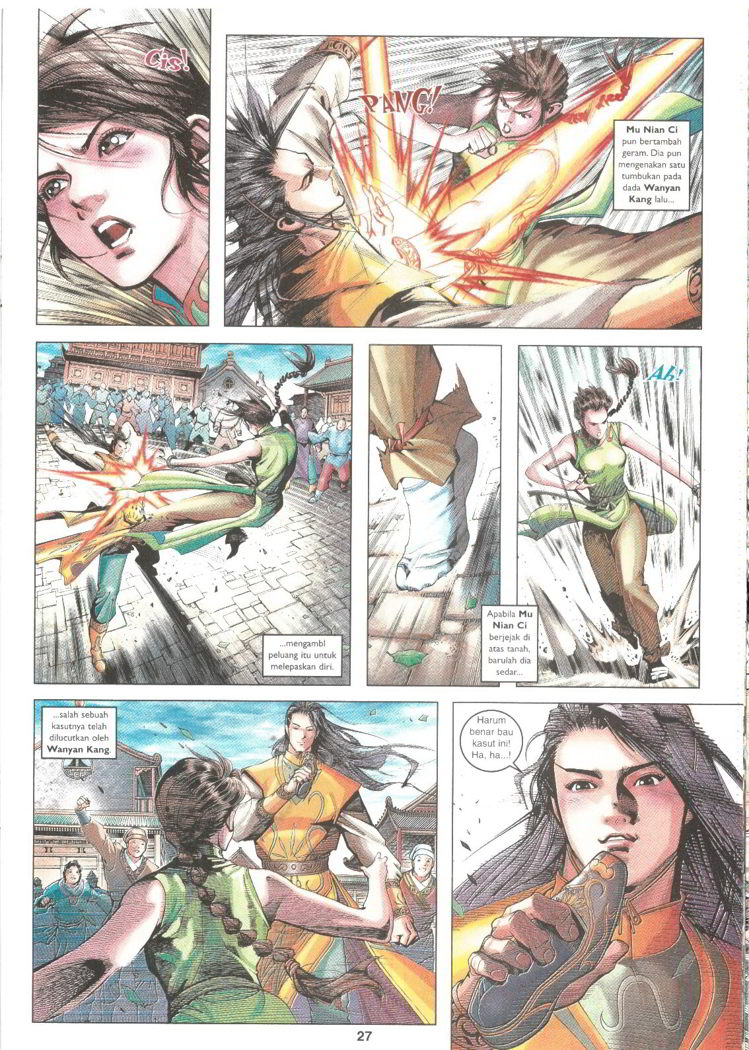 Cis!
PANG!
Mu Nian Ci
pun bertambah
geram. Dia pun
mengenakan satu
tumbukan pada
dada Wanyan
Kang lalu...
...mengambl
peluang itu untuk
melepaskan diri.
Apabila Mu
Nian Ci
berjejak di
atas tanah,
barulah dia
sedar...
Ah!
...salah sebuah
kasutnya telah
dilucutkan oleh
Wanyan Kang.
Harum
benar bau
kasut ini!
Ha, ha...!
27